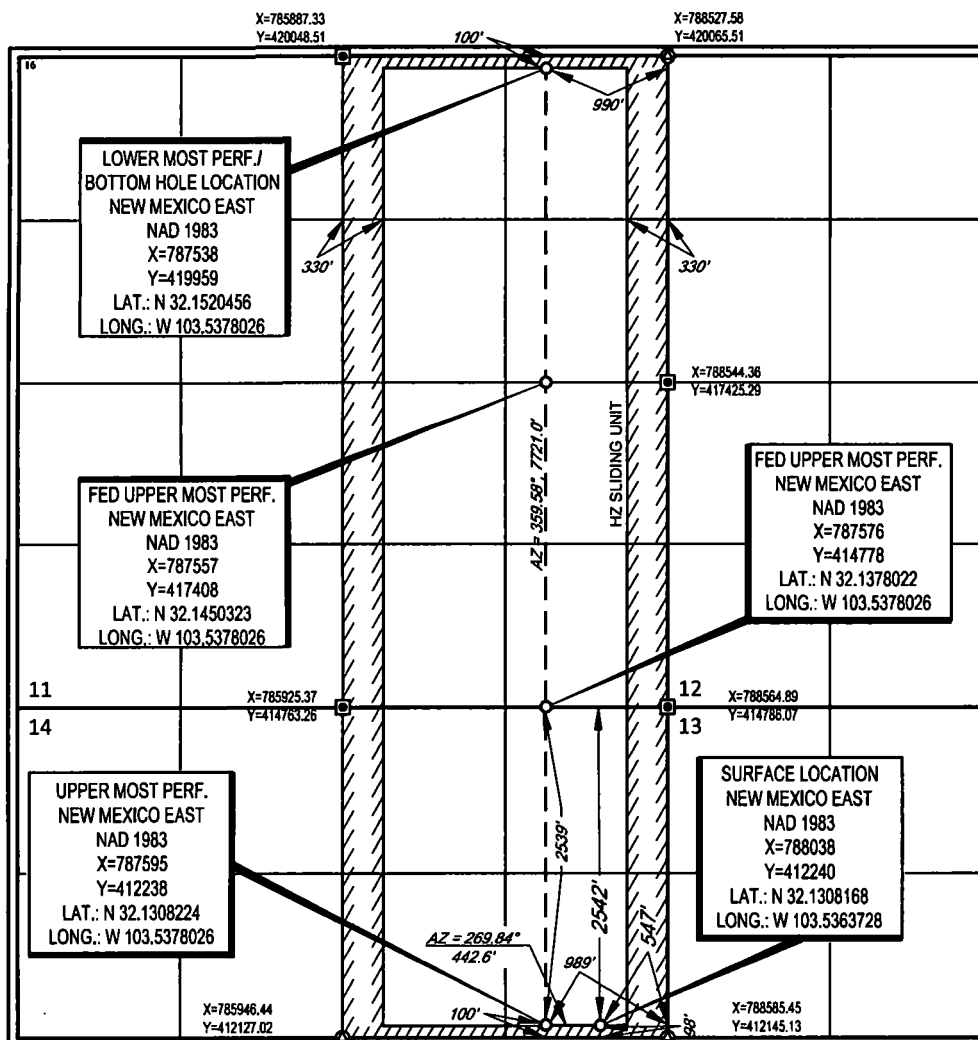 X=785887.33
Y=420048.51
X=788527.58
Y=420065.51
100'
16
990'
LOWER MOST PERF./
BOTTOM HOLE LOCATION
NEW MEXICO EAST
NAD 1983
X=787538
Y=419959
LAT.: N 32.1520456
LONG.: W 103.5378026
330'
330'
X=788544.36
Y=417425.29
FED UPPER MOST PERF.
NEW MEXICO EAST
NAD 1983
X=787557
Y=417408
LAT.: N 32.1450323
LONG.: W 103.5378026
AZ = 359.58°, 7721.0'
HZ SLIDING UNIT
FED UPPER MOST PERF.
NEW MEXICO EAST
NAD 1983
X=787576
Y=414778
LAT.: N 32.1378022
LONG.: W 103.5378026
11
14
X=785925.37
Y=414763.26
12
13
X=788564.89
Y=414786.07
UPPER MOST PERF.
NEW MEXICO EAST
NAD 1983
X=787595
Y=412238
LAT.: N 32.1308224
LONG.: W 103.5378026
SURFACE LOCATION
NEW MEXICO EAST
NAD 1983
X=788038
Y=412240
LAT.: N 32.1308168
LONG.: W 103.5363728
2539'
2542'
547'
AZ = 269.84°
442.6'
989'
100'
98'
X=785946.44
Y=412127.02
X=788585.45
Y=412145.13